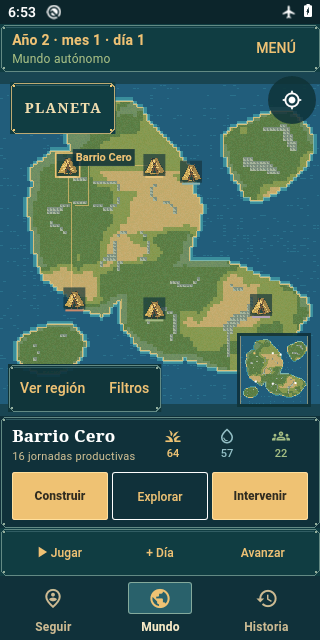 6:53
Año 2 · mes 1 · día 1
Mundo autónomo
MENÚ
PLANETA
Barrio Cero
Ver región
Filtros
Barrio Cero
16 jornadas productivas
64
57
22
Construir
Explorar
Intervenir
Jugar
+ Día
Avanzar
Seguir
Mundo
Historia